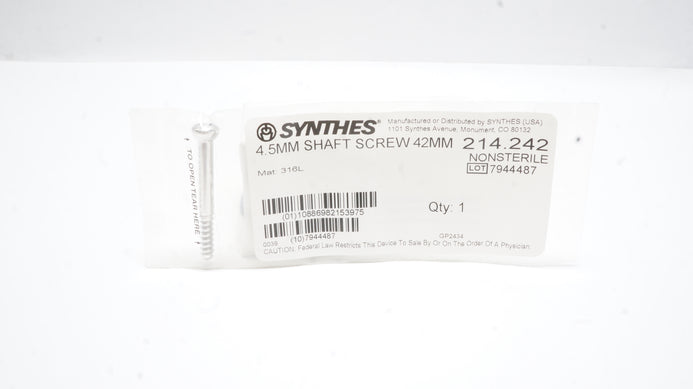 SYNTHES®
Manufactured or Distributed by SYNTHES (USA)
1101 Synthes Avenue, Monument, CO 80132
4.5MM SHAFT SCREW 42MM 214.242
NONSTERILE
Mat: 316L
LOT 7944487
(01)10886982153975
Qty: 1
(10)7944487
0039
GP2434
CAUTION: Federal Law Restricts This Device To Sale By Or On The Order Of A Physician.
TO OPEN TEAR HERE